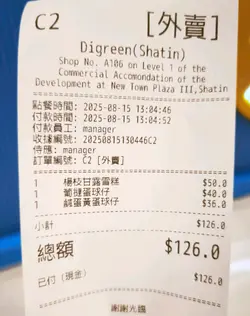 C2 [外賣]
Digreen(Shatin)
Shop No. A106 on Level 1 of the
Commercial Accomondation of the
Development at New Town Plaza III,Shatin
點餐時間: 2025-08-15 13:04:46
付款時間: 2025-08-15 13:04:52
付款員工: manager
收據編號: 20250815130446C2
侍應: manager
訂單編號: C2 [外賣]
1 楊枝甘露蛋糕 $50.0
1 葡撻蛋球仔 $40.0
1 鹹蛋黃蛋球仔 $36.0
小計 $126.0
總額 $126.0
已付 (現金) $126.0
謝謝光臨